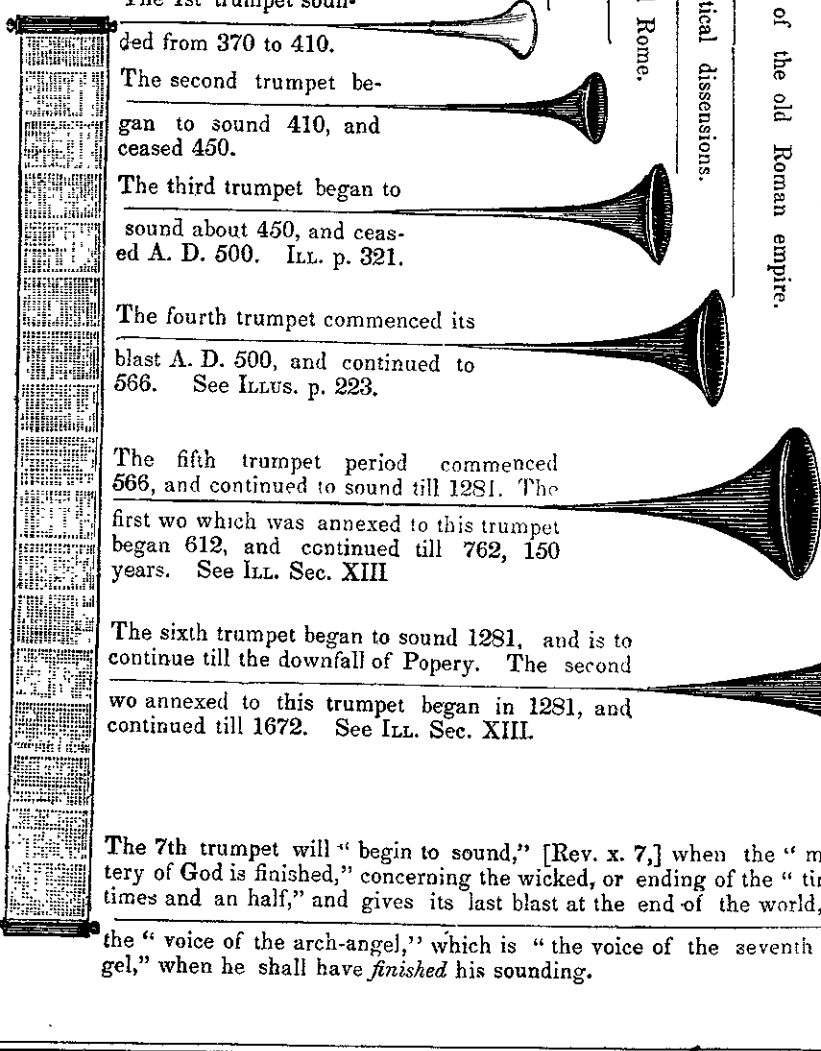 The 1st trumpet soun-
ded from 370 to 410.
The second trumpet be-
gan to sound 410, and
ceased 450.
The third trumpet began to
sound about 450, and ceas-
ed A. D. 500. ILL. p. 321.
The fourth trumpet commenced its
blast A. D. 500, and continued to
566. See ILLUS. p. 223.
The fifth trumpet period commenced
566, and continued to sound till 1281. The
first wo which was annexed to this trumpet
began 612, and continued till 762, 150
years. See ILL. Sec. XIII
The sixth trumpet began to sound 1281, and is to
continue till the downfall of Popery. The second
wo annexed to this trumpet began in 1281, and
continued till 1672. See ILL. Sec. XIII.
The 7th trumpet will “ begin to sound,” [Rev. x. 7,] when the “ m
tery of God is finished,” concerning the wicked, or ending of the “ tim
times and an half,” and gives its last blast at the end of the world,
the “ voice of the arch-angel,” which is “ the voice of the seventh
gel,” when he shall have finished his sounding.
Rome.
tical dissensions.
of the old Roman empire.